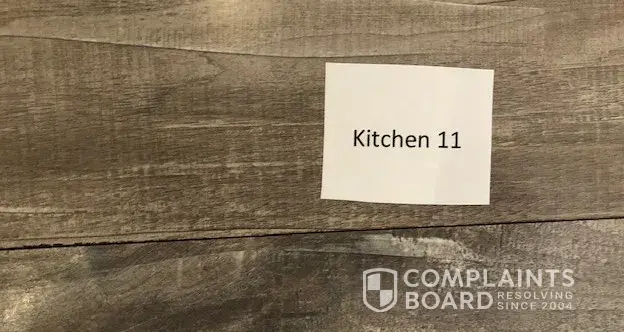 Kitchen 11
COMPLAINTS
BOARD RESOLVING
SINCE 2004